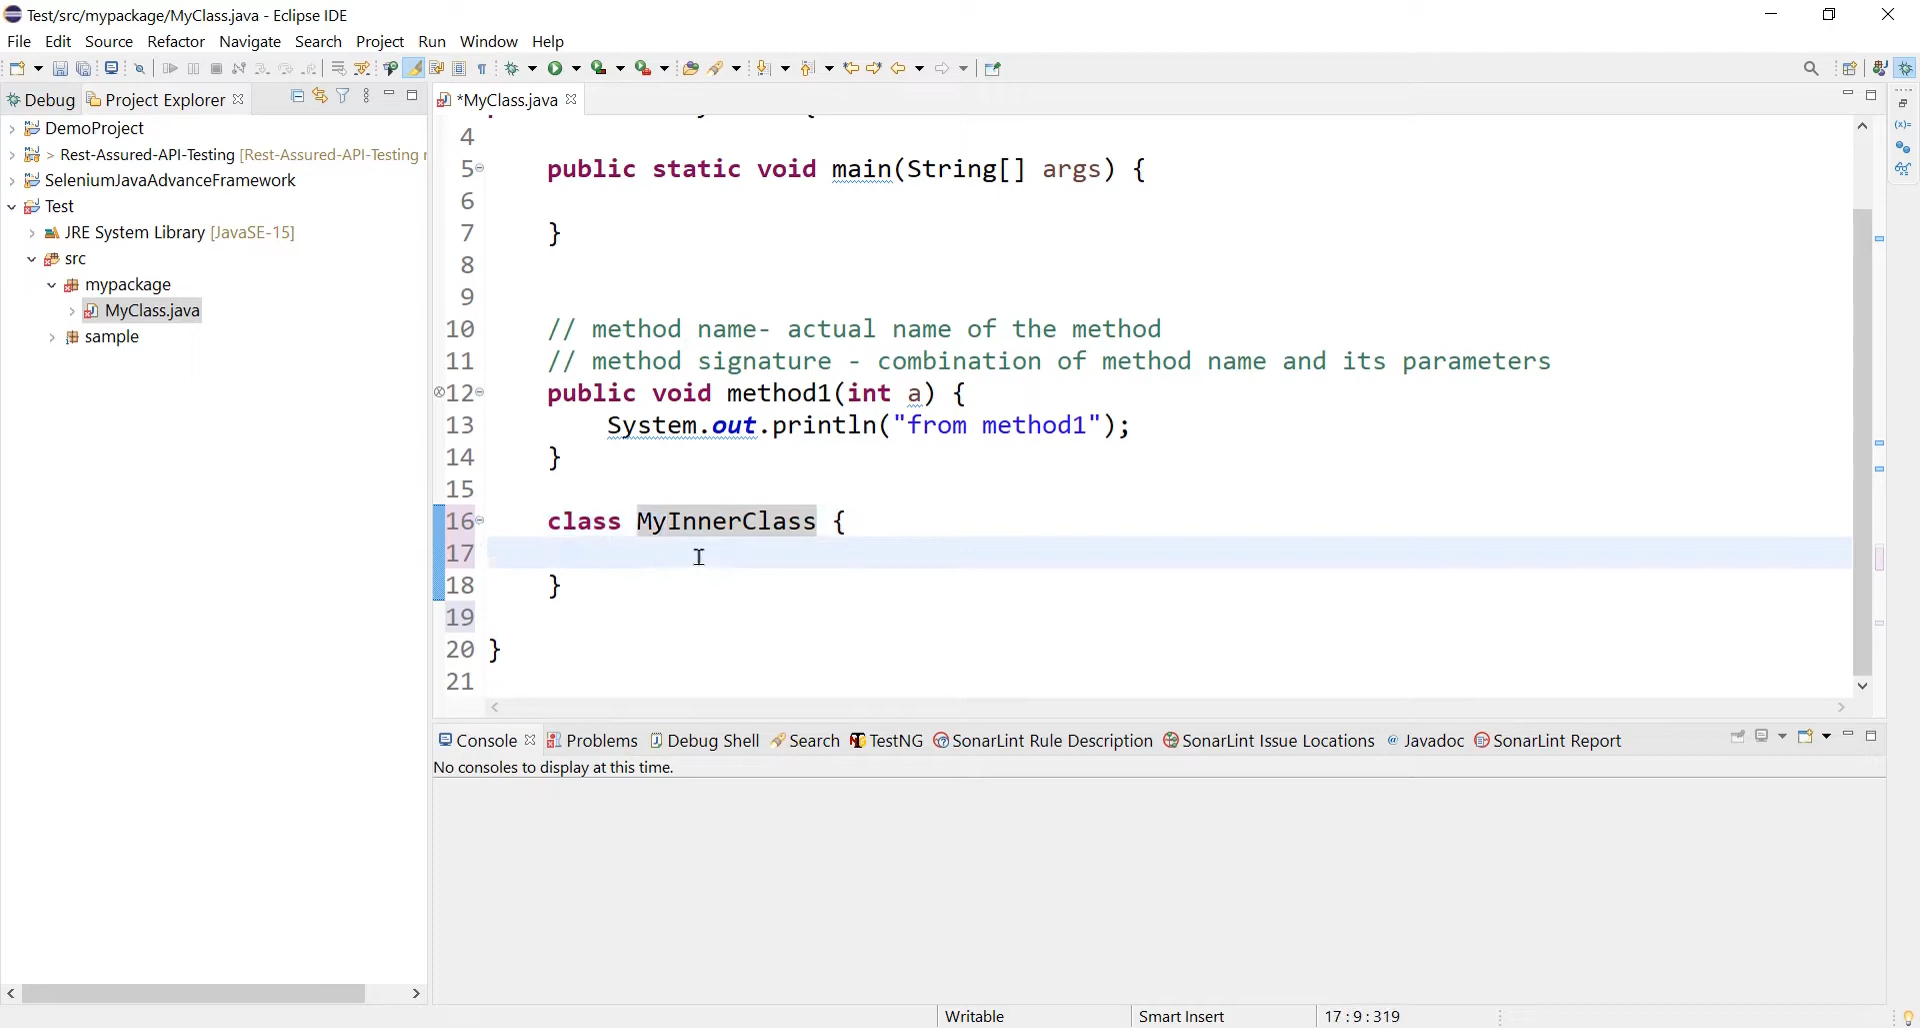 Test/src/mypackage/MyClass.java - Eclipse IDE
File Edit Source Refactor Navigate Search Project Run Window Help
Debug Project Explorer *MyClass.java
DemoProject
> Rest-Assured-API-Testing [Rest-Assured-API-Testing
SeleniumJavaAdvanceFramework
Test
JRE System Library [JavaSE-15]
src
mypackage
MyClass.java
sample
4
5 public static void main(String[] args) {
6
7 }
8
9
10 // method name- actual name of the method
11 // method signature - combination of method name and its parameters
12 public void method1(int a) {
13 System.out.println("from method1");
14 }
15
16 class MyInnerClass {
17
18 }
19
20 }
21
Console Problems Debug Shell Search TestNG SonarLint Rule Description SonarLint Issue Locations Javadoc SonarLint Report
No consoles to display at this time.
Writable Smart Insert 17 : 9 : 319